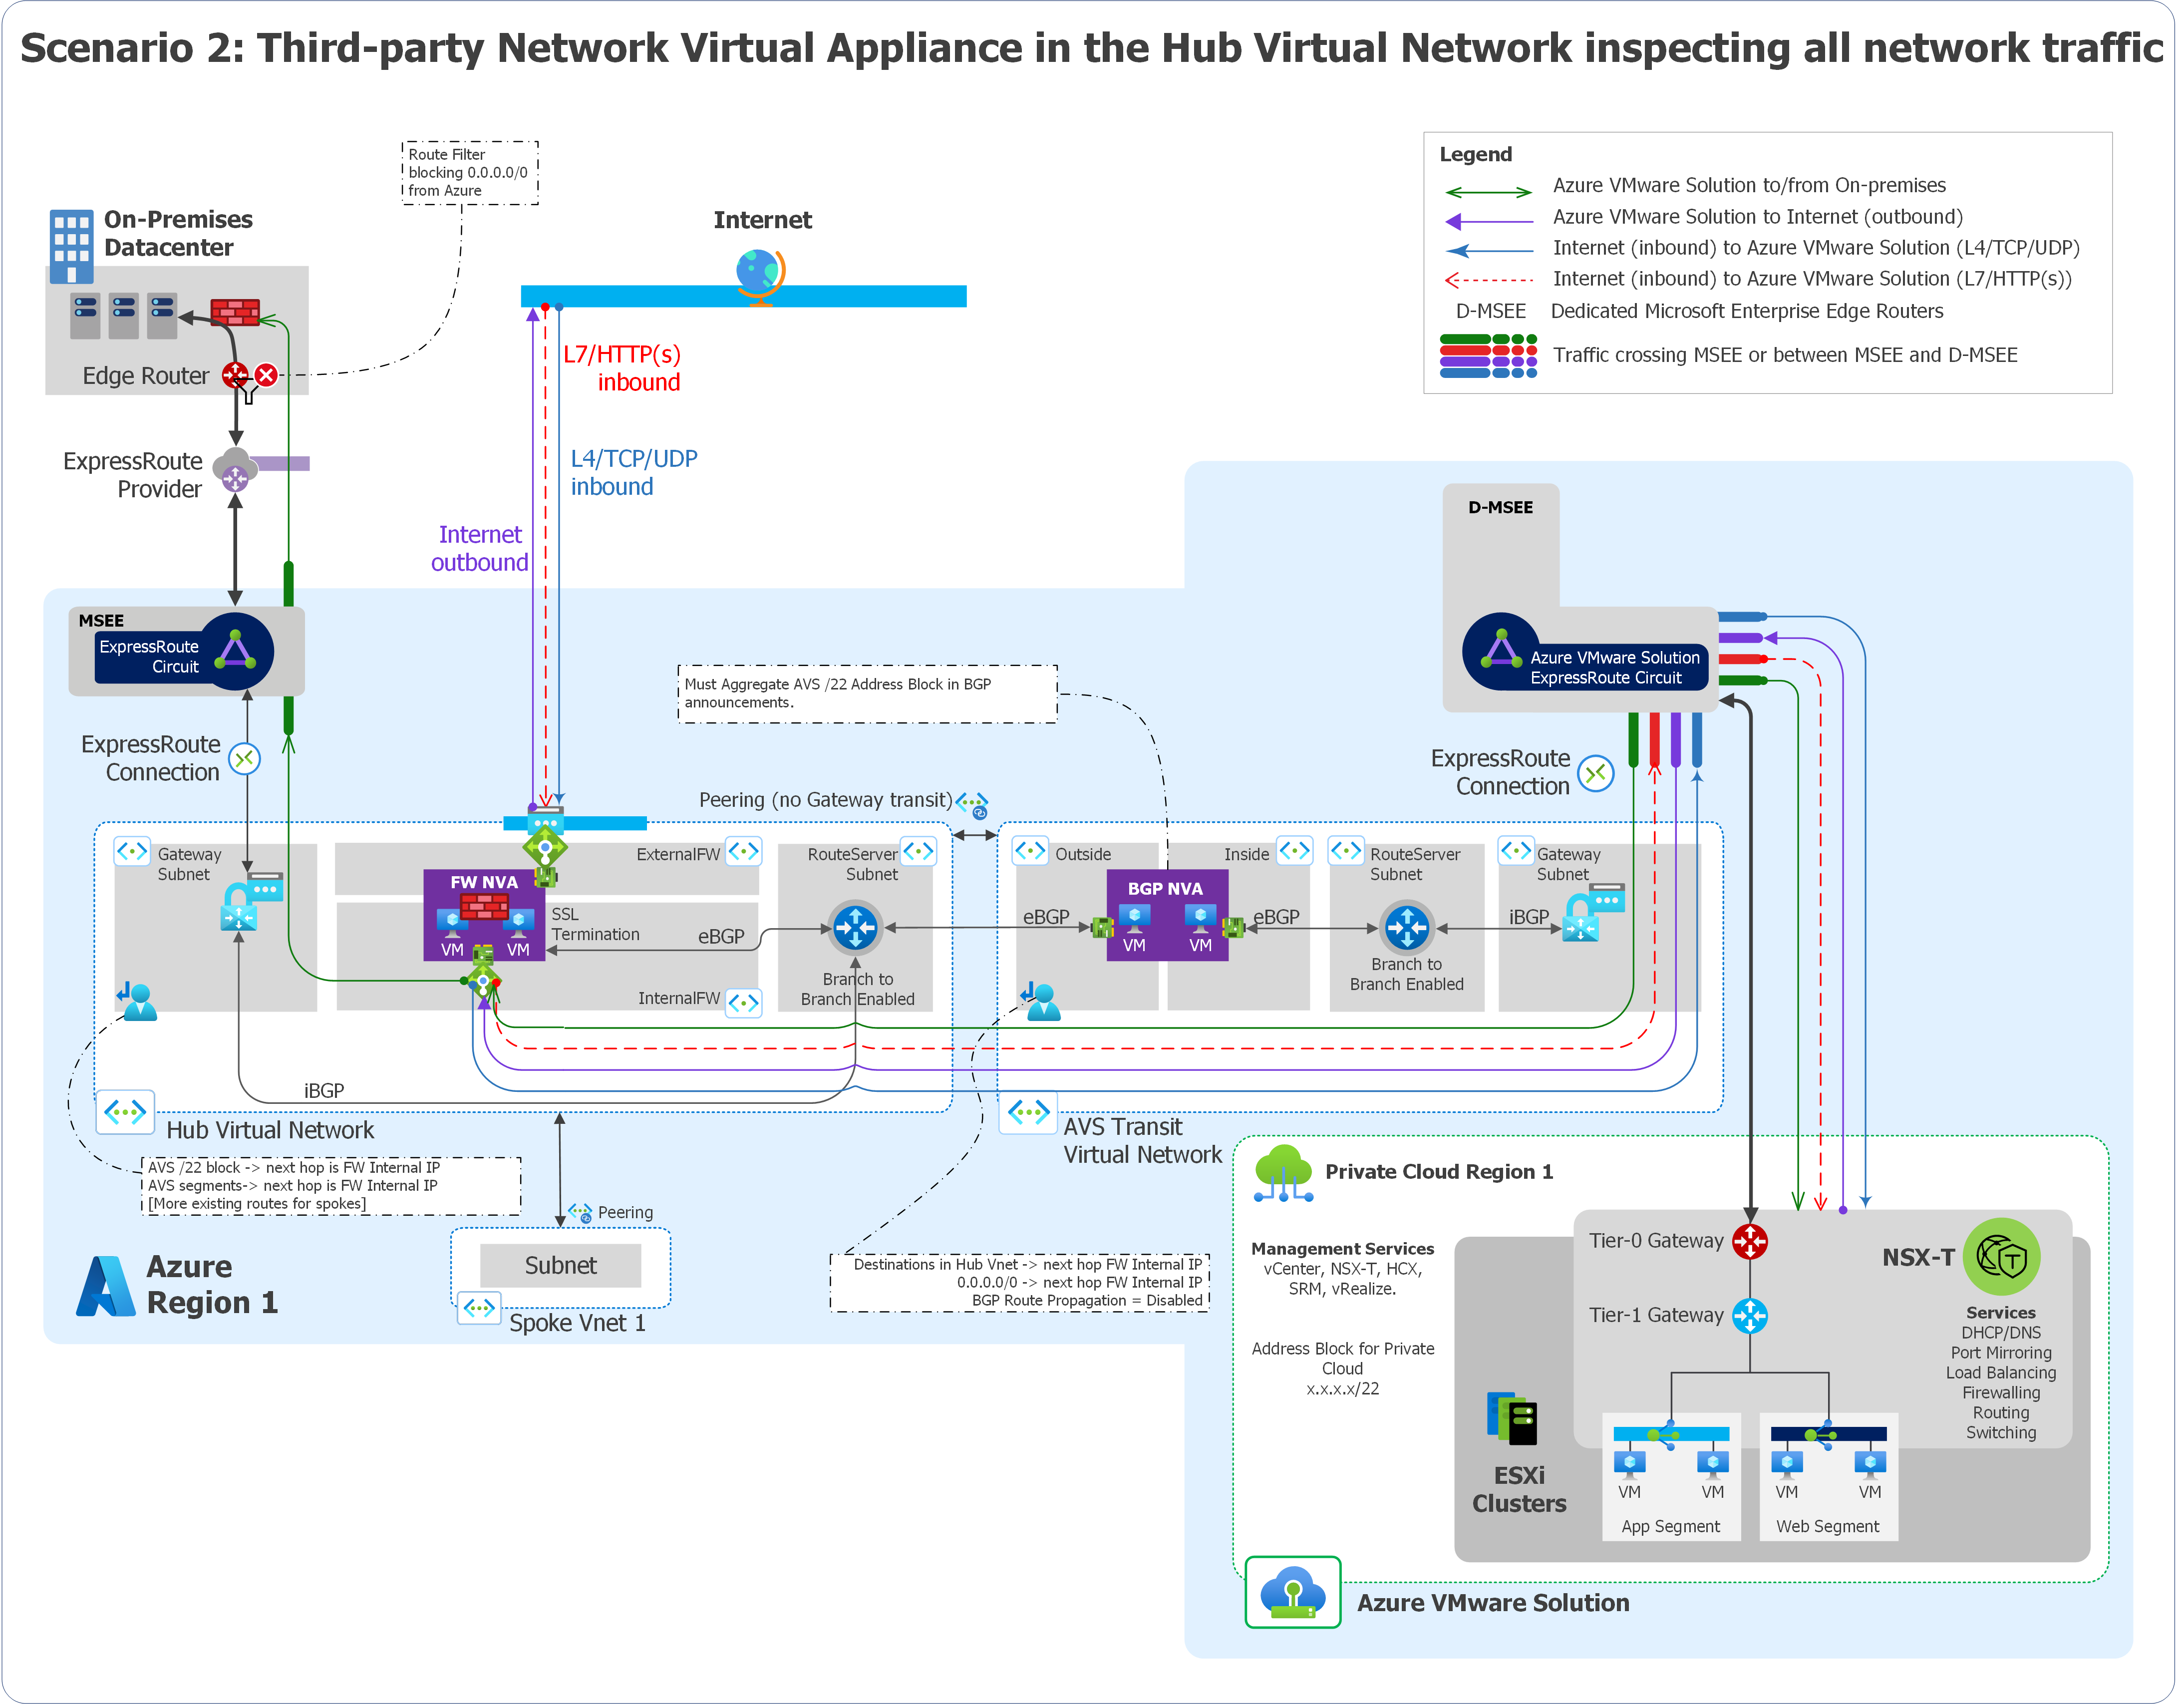 Scenario 2: Third-party Network Virtual Appliance in the Hub Virtual Network inspecting all network traffic
Route Filter
blocking 0.0.0.0/0
from Azure
Legend
Azure VMware Solution to/from On-premises
Azure VMware Solution to Internet (outbound)
Internet (inbound) to Azure VMware Solution (L4/TCP/UDP)
Internet (inbound) to Azure VMware Solution (L7/HTTP(s))
D-MSEE Dedicated Microsoft Enterprise Edge Routers
Traffic crossing MSEE or between MSEE and D-MSEE
On-Premises
Datacenter
Internet
Edge Router
L7/HTTP(s)
inbound
ExpressRoute
Provider
L4/TCP/UDP
inbound
Internet
outbound
D-MSEE
MSEE
ExpressRoute
Circuit
Azure VMware Solution
ExpressRoute Circuit
Must Aggregate AVS /22 Address Block in BGP
announcements.
ExpressRoute
Connection
ExpressRoute
Connection
Peering (no Gateway transit)
Gateway
Subnet
ExternalFW
RouteServer
Subnet
Outside
Inside
RouteServer
Subnet
Gateway
Subnet
FW NVA
VM
VM
SSL
Termination
eBGP
BGP NVA
VM
VM
eBGP
eBGP
iBGP
Branch to
Branch Enabled
Branch to
Branch Enabled
InternalFW
iBGP
Hub Virtual Network
AVS Transit
Virtual Network
AVS /22 block -> next hop is FW Internal IP
AVS segments-> next hop is FW Internal IP
[More existing routes for spokes]
Peering
Subnet
Spoke Vnet 1
Azure
Region 1
Destinations in Hub Vnet -> next hop FW Internal IP
0.0.0.0/0 -> next hop FW Internal IP
BGP Route Propagation = Disabled
Private Cloud Region 1
Management Services
vCenter, NSX-T, HCX,
SRM, vRealize.
Address Block for Private
Cloud
x.x.x.x/22
Tier-0 Gateway
Tier-1 Gateway
NSX-T
T
Services
DHCP/DNS
Port Mirroring
Load Balancing
Firewalling
Routing
Switching
ESXi
Clusters
VM
VM
App Segment
VM
VM
Web Segment
Azure VMware Solution